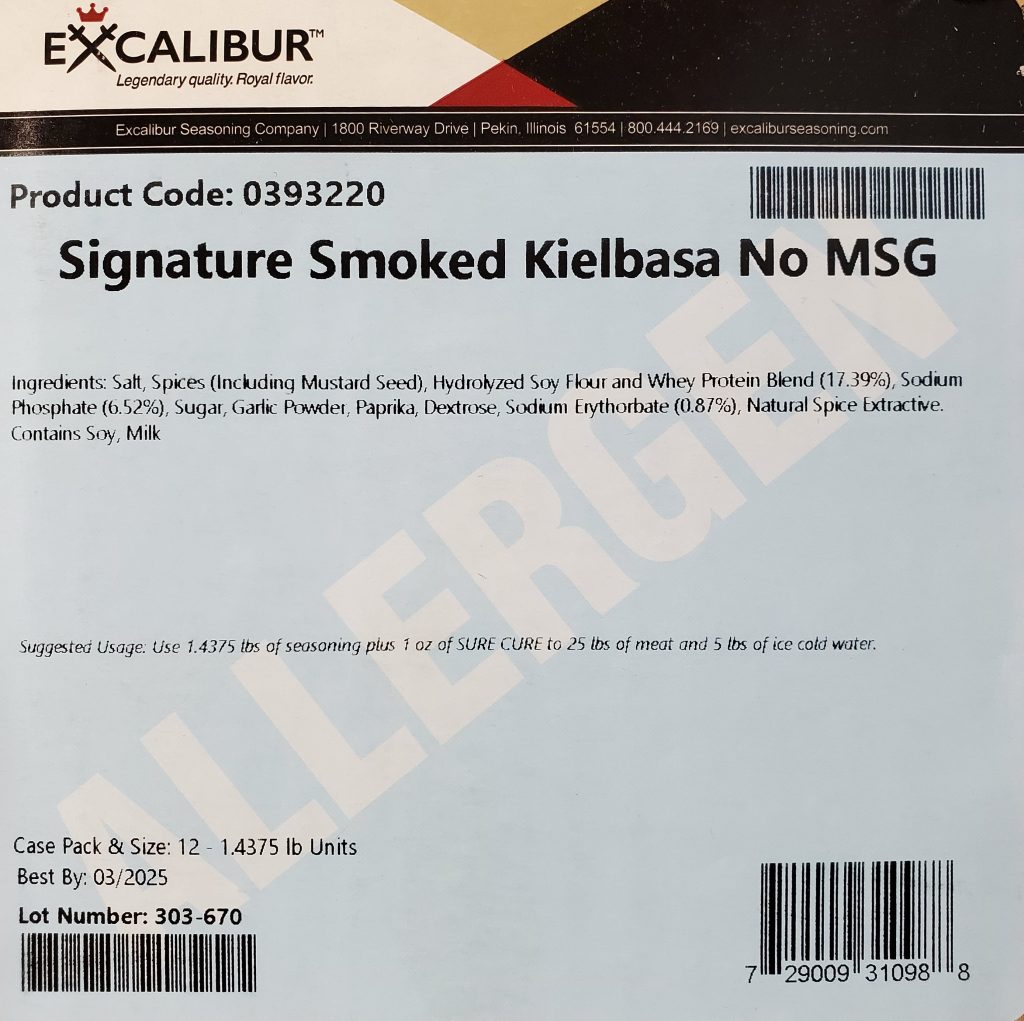 EXCALIBUR™
Legendary quality. Royal flavor.
Excalibur Seasoning Company | 1800 Riverway Drive | Pekin, Illinois 61554 | 800.444.2169 | excaliburseasoning.com
Product Code: 0393220
Signature Smoked Kielbasa No MSG
Ingredients: Salt, Spices (Including Mustard Seed), Hydrolyzed Soy Flour and Whey Protein Blend (17.39%), Sodium
Phosphate (6.52%), Sugar, Garlic Powder, Paprika, Dextrose, Sodium Erythorbate (0.87%), Natural Spice Extractive.
Contains Soy, Milk
ALLERGEN
Suggested Usage: Use 1.4375 lbs of seasoning plus 1 oz of SURE CURE to 25 lbs of meat and 5 lbs of ice cold water.
Case Pack & Size: 12 - 1.4375 lb Units
Best By: 03/2025
Lot Number: 303-670
7 29009 31098 8